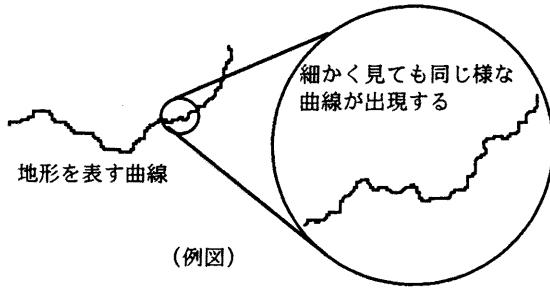 細かく見ても同じ様な
曲線が出現する
地形を表す曲線
(例図)